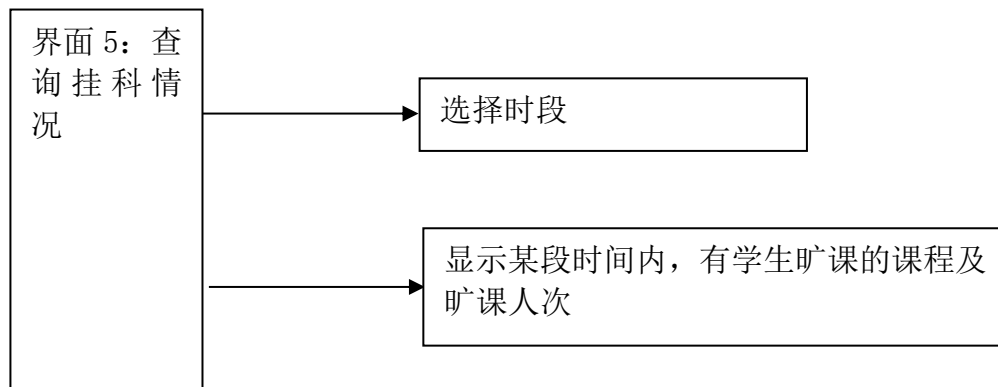 界面 5：查
询挂科情
况
选择时段
显示某段时间内，有学生旷课的课程及
旷课人次